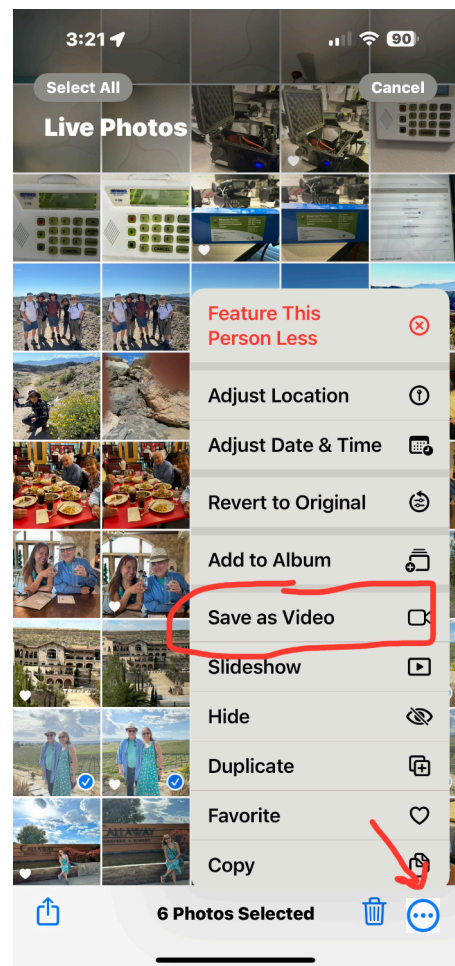 3:21
90
Select All
Cancel
Live Photos
Feature This
Person Less
Adjust Location
Adjust Date & Time
Revert to Original
Add to Album
Save as Video
Slideshow
Hide
Duplicate
Favorite
CALLAWAY
Copy
6 Photos Selected